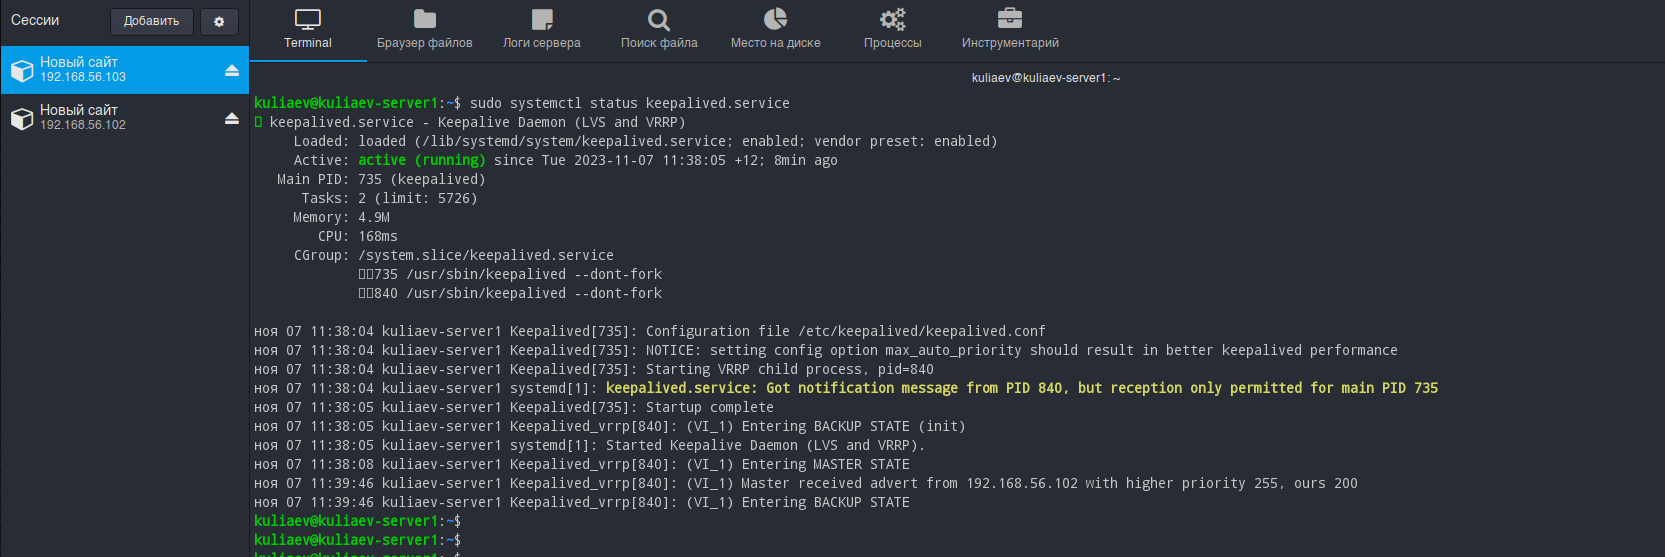 Сессии
Добавить
Terminal
Браузер файлов
Логи сервера
Поиск файла
Место на диске
Процессы
Инструментарий
Новый сайт
192.168.56.103
Новый сайт
192.168.56.102
kuliaev@kuliaev-server1: ~
kuliaev@kuliaev-server1:~$ sudo systemctl status keepalived.service
keepalived.service - Keepalive Daemon (LVS and VRRP)
Loaded: loaded (/lib/systemd/system/keepalived.service; enabled; vendor preset: enabled)
Active: active (running) since Tue 2023-11-07 11:38:05 +12; 8min ago
Main PID: 735 (keepalived)
Tasks: 2 (limit: 5726)
Memory: 4.9M
CPU: 168ms
CGroup: /system.slice/keepalived.service
735 /usr/sbin/keepalived --dont-fork
840 /usr/sbin/keepalived --dont-fork
ноя 07 11:38:04 kuliaev-server1 Keepalived[735]: Configuration file /etc/keepalived/keepalived.conf
ноя 07 11:38:04 kuliaev-server1 Keepalived[735]: NOTICE: setting config option max_auto_priority should result in better keepalived performance
ноя 07 11:38:04 kuliaev-server1 Keepalived[735]: Starting VRRP child process, pid=840
ноя 07 11:38:04 kuliaev-server1 systemd[1]: keepalived.service: Got notification message from PID 840, but reception only permitted for main PID 735
ноя 07 11:38:05 kuliaev-server1 Keepalived[735]: Startup complete
ноя 07 11:38:05 kuliaev-server1 Keepalived_vrrp[840]: (VI_1) Entering BACKUP STATE (init)
ноя 07 11:38:05 kuliaev-server1 systemd[1]: Started Keepalive Daemon (LVS and VRRP).
ноя 07 11:38:08 kuliaev-server1 Keepalived_vrrp[840]: (VI_1) Entering MASTER STATE
ноя 07 11:39:46 kuliaev-server1 Keepalived_vrrp[840]: (VI_1) Master received advert from 192.168.56.102 with higher priority 255, ours 200
ноя 07 11:39:46 kuliaev-server1 Keepalived_vrrp[840]: (VI_1) Entering BACKUP STATE
kuliaev@kuliaev-server1:~$
kuliaev@kuliaev-server1:~$
kuliaev@kuliaev-server1:~$